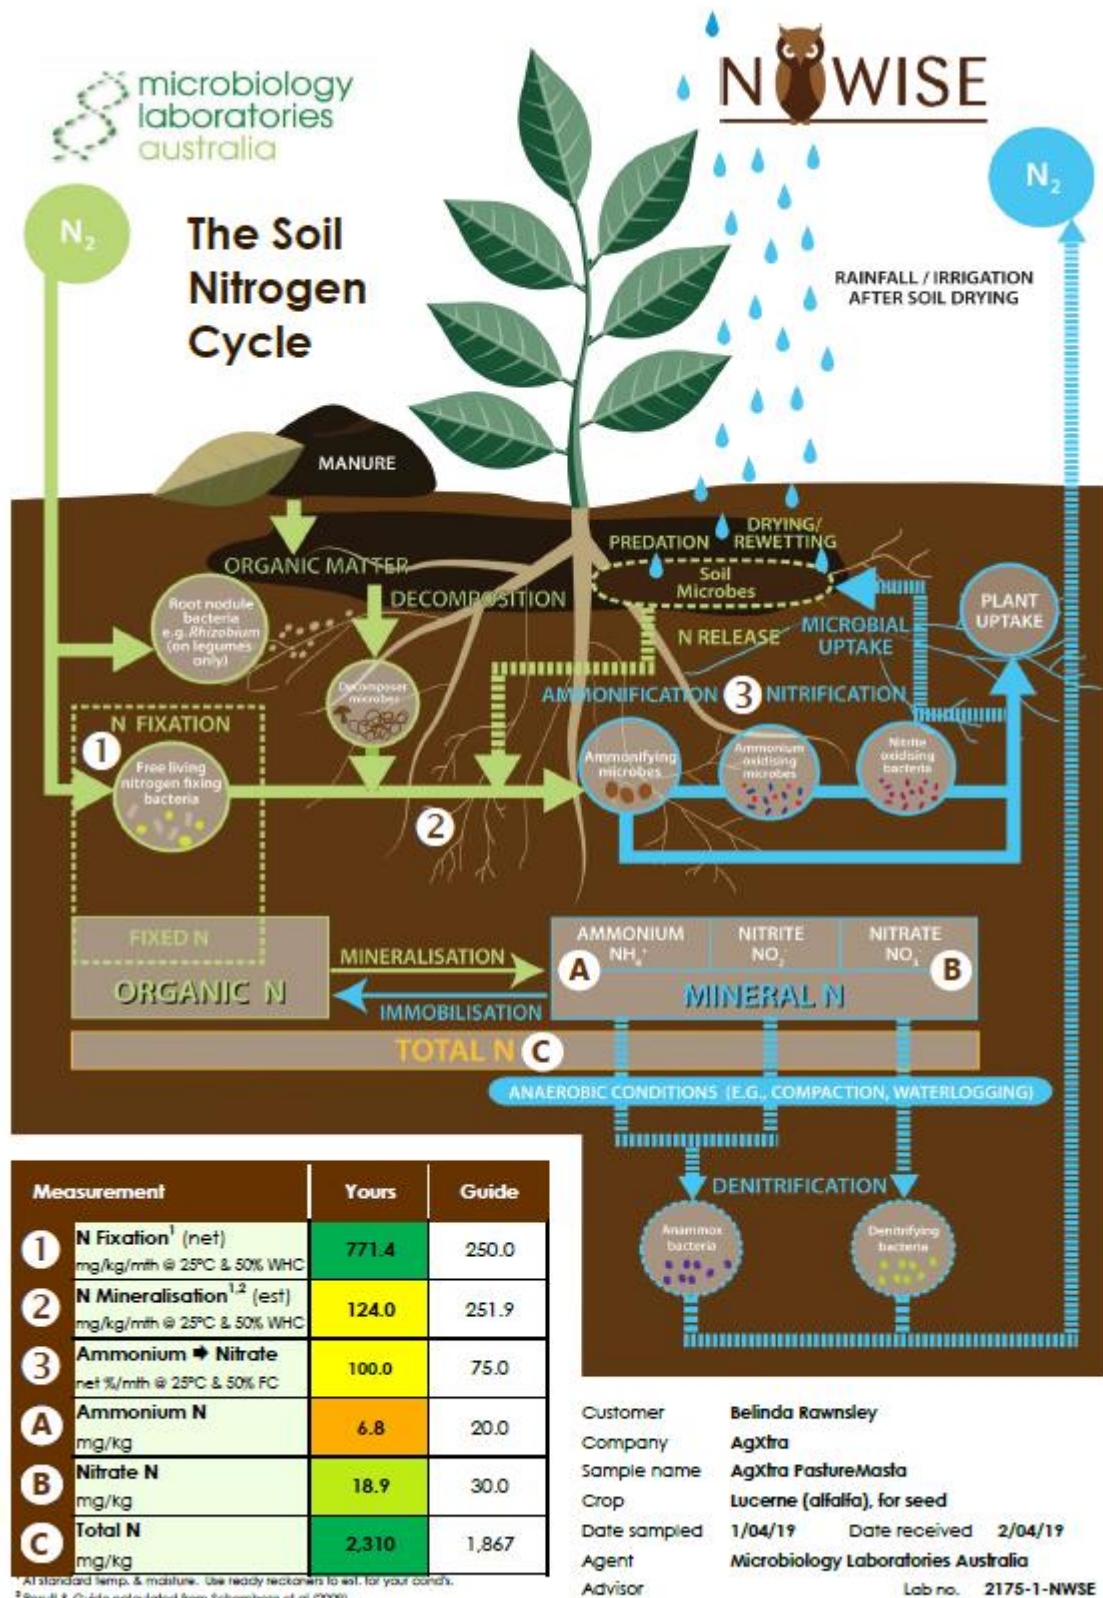 microbiology
laboratories
australia
N WISE
N₂
N₂
The Soil
Nitrogen
Cycle
RAINFALL / IRRIGATION
AFTER SOIL DRYING
MANURE
ORGANIC MATTER
DECOMPOSITION
PREDATION
DRYING/
REWETTING
Soil
Microbes
Root nodule
bacteria
e.g. Rhizobium
(on legumes
only)
PLANT
UPTAKE
N RELEASE
MICROBIAL
UPTAKE
Decomposer
microbes
AMMONIFICATION 3 NITRIFICATION
N FIXATION
1
Free living
nitrogen fixing
bacteria
Ammonifying
microbes
Ammonium
oxidising
microbes
Nitrite
oxidising
bacteria
2
FIXED N
ORGANIC N
MINERALISATION
IMMOBILISATION
AMMONIUM
NH₄⁺
NITRITE
NO₂
NITRATE
NO₃
A
B
MINERAL N
TOTAL N C
ANAEROBIC CONDITIONS (E.G., COMPACTION, WATERLOGGING)
DENITRIFICATION
Anammox
bacteria
Denitrifying
bacteria
Measurement Yours Guide
1 N Fixation¹ (net) 771.4 250.0
mg/kg/mth @ 25ºC & 50% WHC
2 N Mineralisation¹,² (est) 124.0 251.9
mg/kg/mth @ 25ºC & 50% WHC
3 Ammonium ➡ Nitrate 100.0 75.0
net %/mth @ 25ºC & 50% FC
A Ammonium N 6.8 20.0
mg/kg
B Nitrate N 18.9 30.0
mg/kg
C Total N 2,310 1,867
mg/kg
¹ At standard temp. & moisture. Use ready reckoners to est. for your cond's.
Customer Belinda Rawnsley
Company AgXtra
Sample name AgXtra PastureMasta
Crop Lucerne (alfalfa), for seed
Date sampled 1/04/19 Date received 2/04/19
Agent Microbiology Laboratories Australia
Advisor Lab no. 2175-1-NWSE